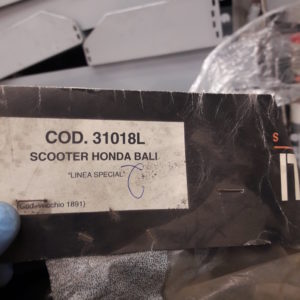 COD. 31018L
SCOOTER HONDA BALI
"LINEA SPECIAL"
(Cod. vecchio 1891)
S